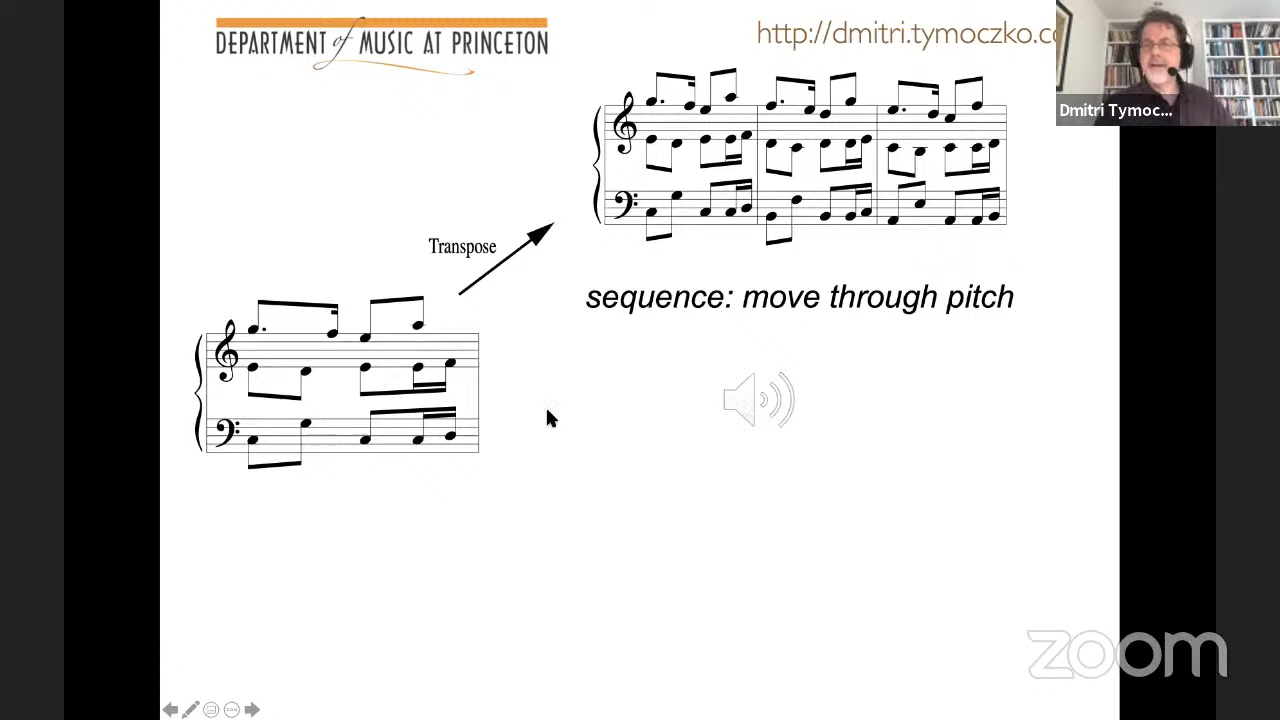 DEPARTMENT of MUSIC AT PRINCETON
http://dmitri.tymoczko.co
Dmitri Tymoc...
Transpose
sequence: move through pitch
zoom